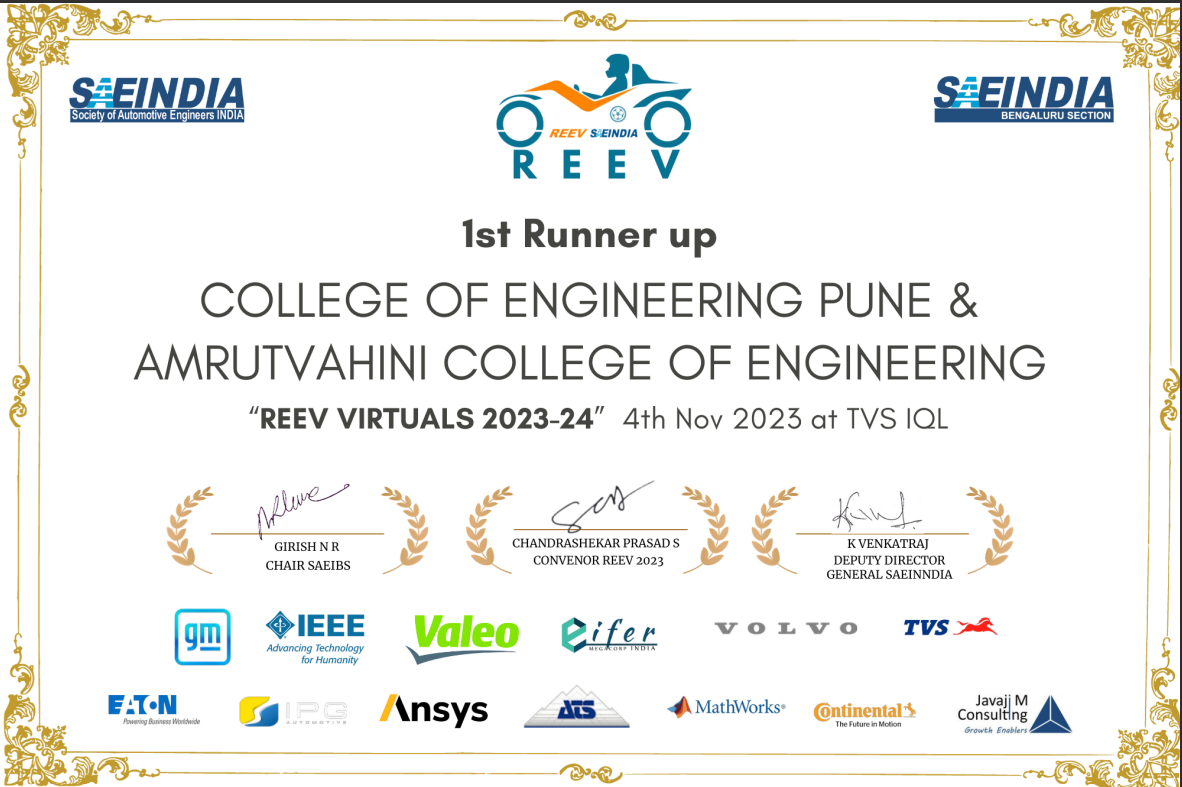 SAEINDIA
Society of Automotive Engineers INDIA
SAEINDIA
BENGALURU SECTION
REEV SAEINDIA
REEV
1st Runner up
COLLEGE OF ENGINEERING PUNE &
AMRUTVAHINI COLLEGE OF ENGINEERING
“REEV VIRTUALS 2023-24” 4th Nov 2023 at TVS IQL
GIRISH N R
CHAIR SAEIBS
CHANDRASHEKAR PRASAD S
CONVENOR REEV 2023
K VENKATRAJ
DEPUTY DIRECTOR
GENERAL SAEINNDIA
gm
IEEE
Advancing Technology
for Humanity
Valeo
eifer
MEGACORP INDIA
VOLVO
TVS
EATON
Powering Business Worldwide
IPG
AUTOMOTIVE
Ansys
ATS
MathWorks®
Continental
The Future in Motion
Javajj M
Consulting
Growth Enablers